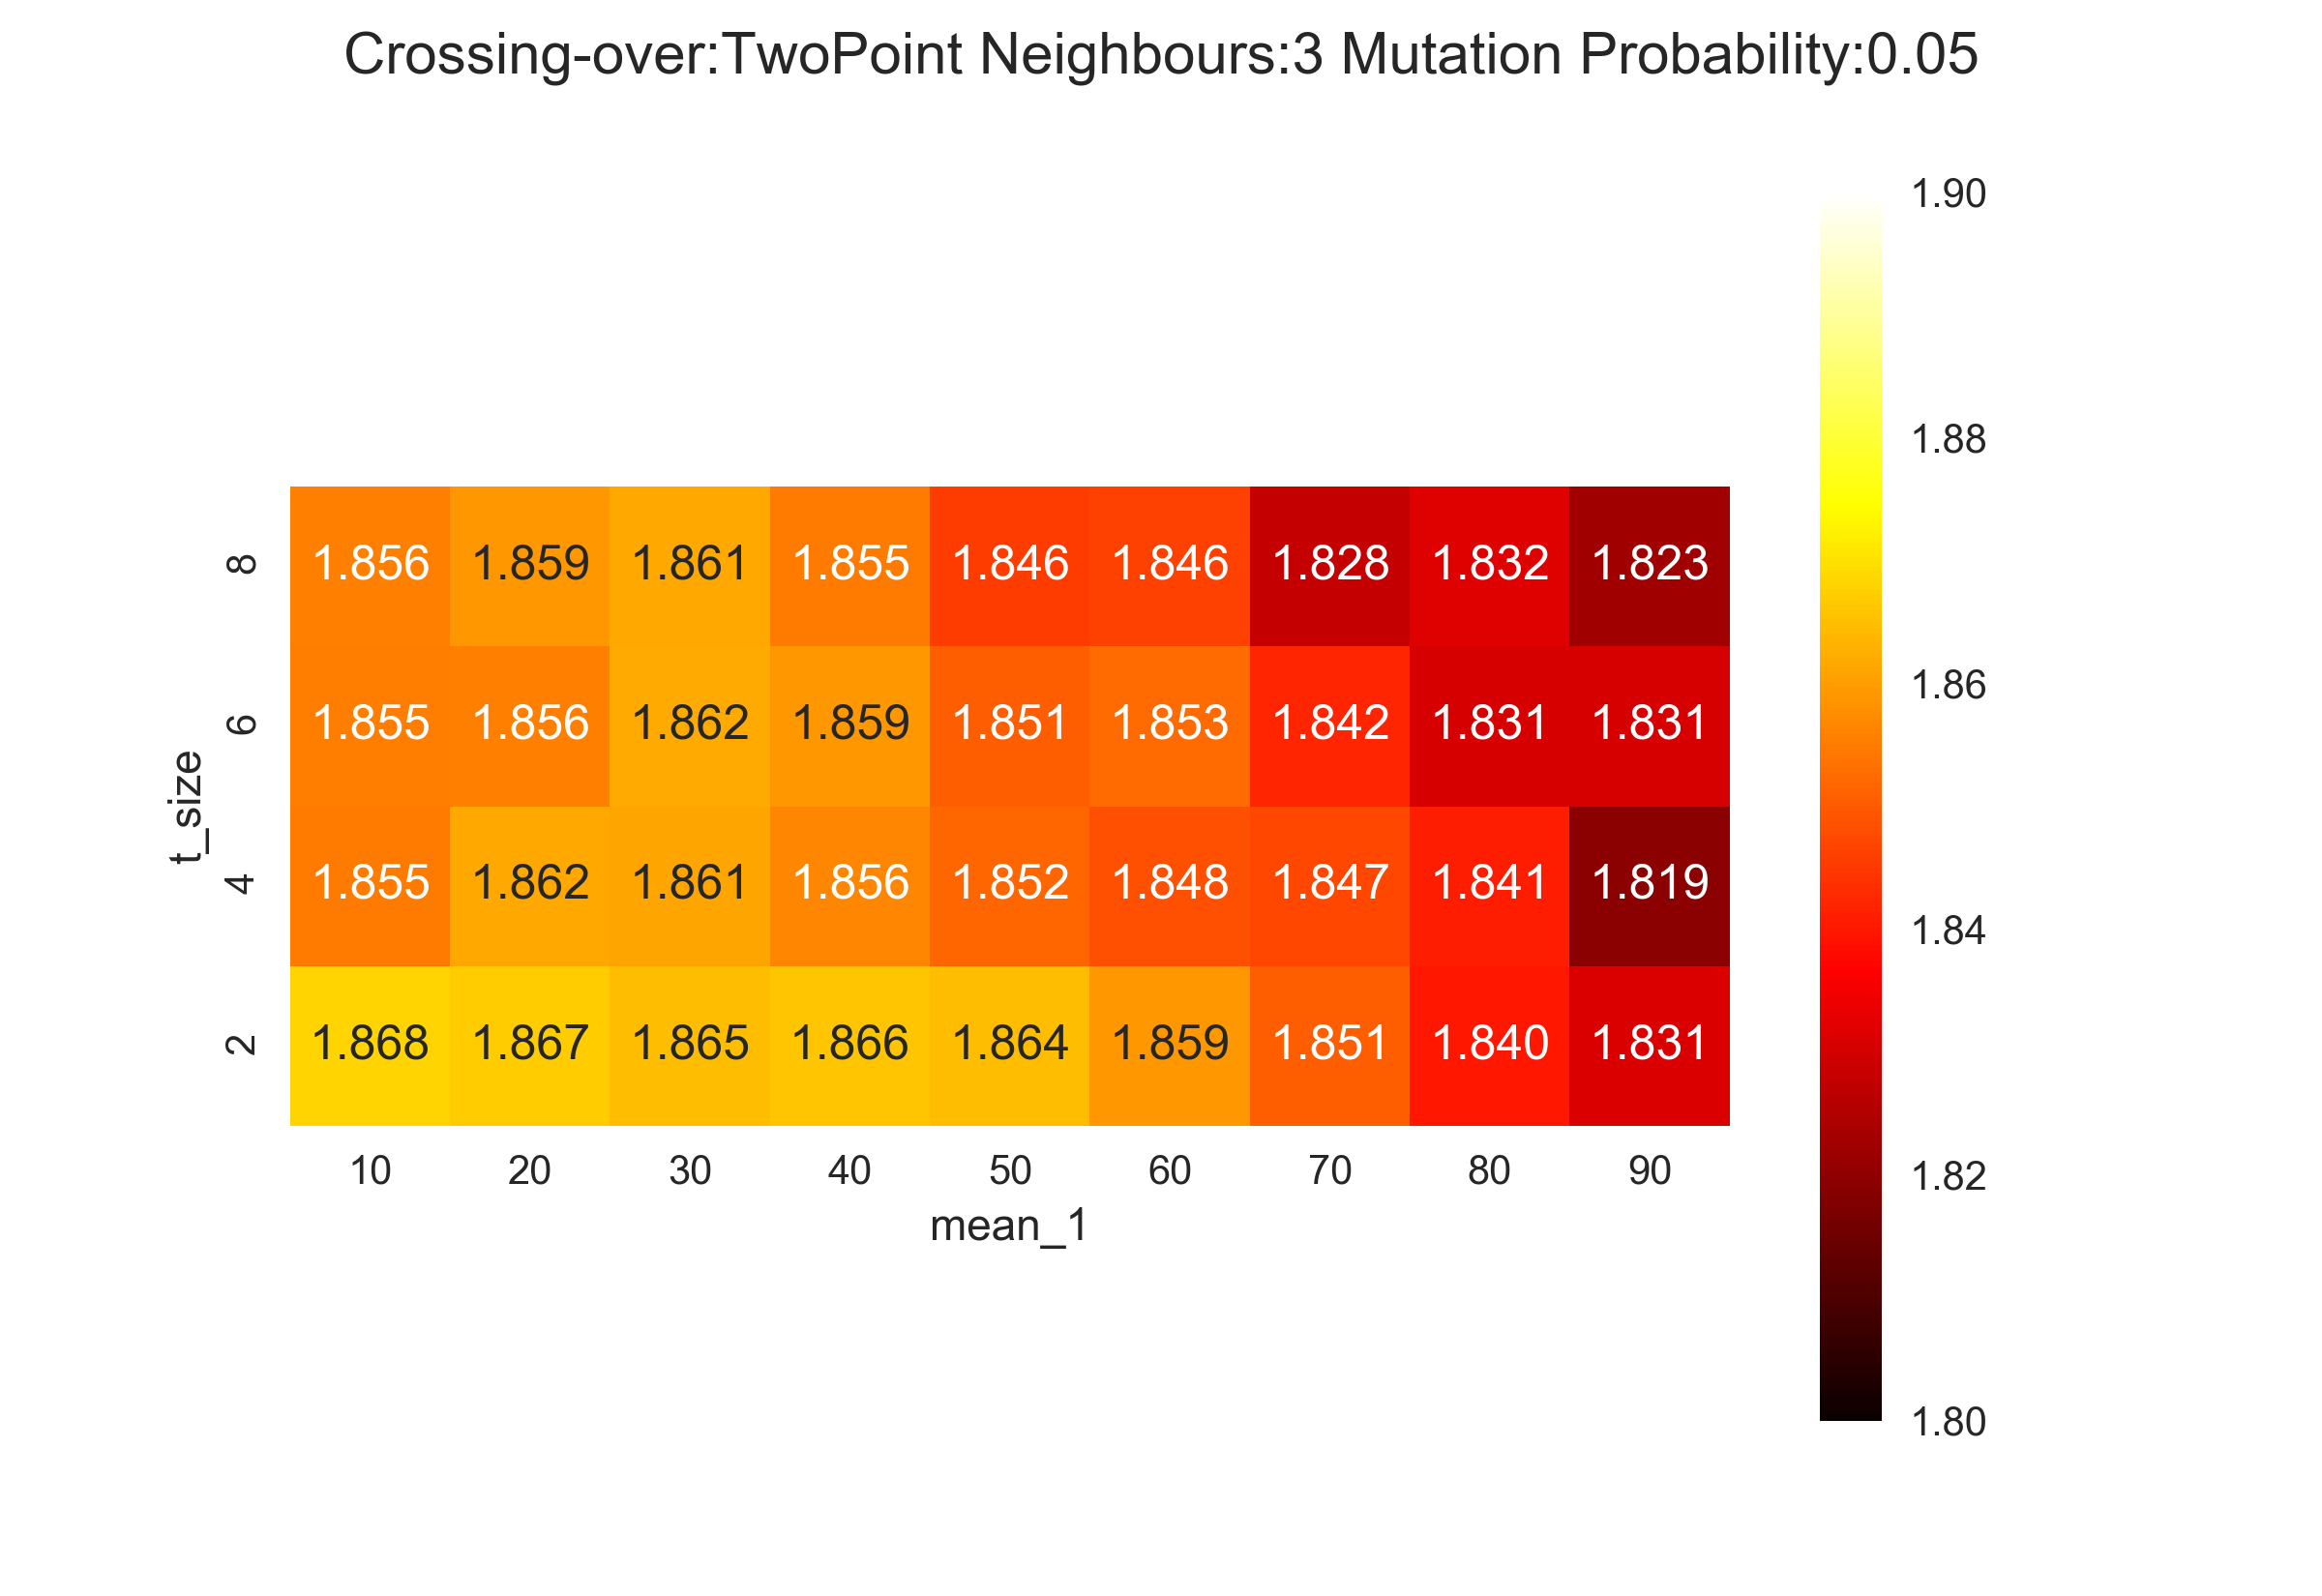 Crossing-over:TwoPoint Neighbours:3 Mutation Probability:0.05
t_size
8 1.856 1.859 1.861 1.855 1.846 1.846 1.828 1.832 1.823
6 1.855 1.856 1.862 1.859 1.851 1.853 1.842 1.831 1.831
4 1.855 1.862 1.861 1.856 1.852 1.848 1.847 1.841 1.819
2 1.868 1.867 1.865 1.866 1.864 1.859 1.851 1.840 1.831
10 20 30 40 50 60 70 80 90
mean_1
1.90
1.88
1.86
1.84
1.82
1.80